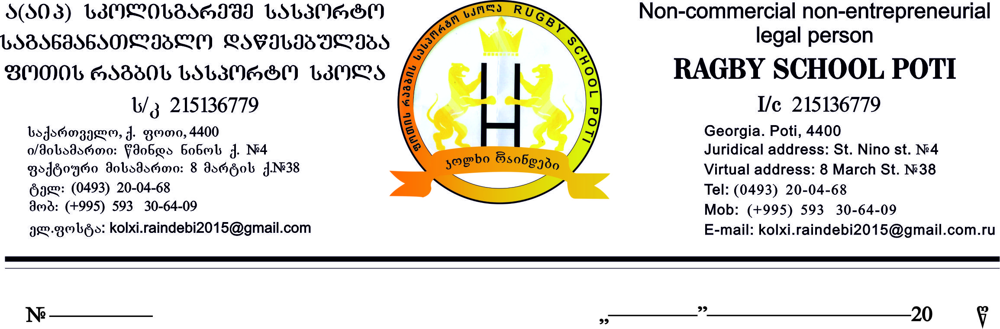 ა(აიპ) სკოლისგარეშე სასპორტო
საგანმანათლებლო დაწესებულება
ფოთის რაგბის სასპორტო სკოლა
ს/კ 215136779
საქართველო, ქ. ფოთი, 4400
ი/მისამართი: წმინდა ნინოს ქ. №4
ფაქტიური მისამართი: 8 მარტის ქ.№38
ტელ: (0493) 20-04-68
მობ: (+995) 593 30-64-09
ელ.ფოსტა: kolxi.raindebi2015@gmail.com
ფოთის რაგბის სასპორტო სკოლა RUGBY SCHOOL POTI
კოლხი რაინდები
Non-commercial non-entrepreneurial
legal person
RAGBY SCHOOL POTI
I/c 215136779
Georgia. Poti, 4400
Juridical address: St. Nino st. №4
Virtual address: 8 March St. №38
Tel: (0493) 20-04-68
Mob: (+995) 593 30-64-09
E-mail: kolxi.raindebi2015@gmail.com.ru
№ ________ „________”________________20 წ